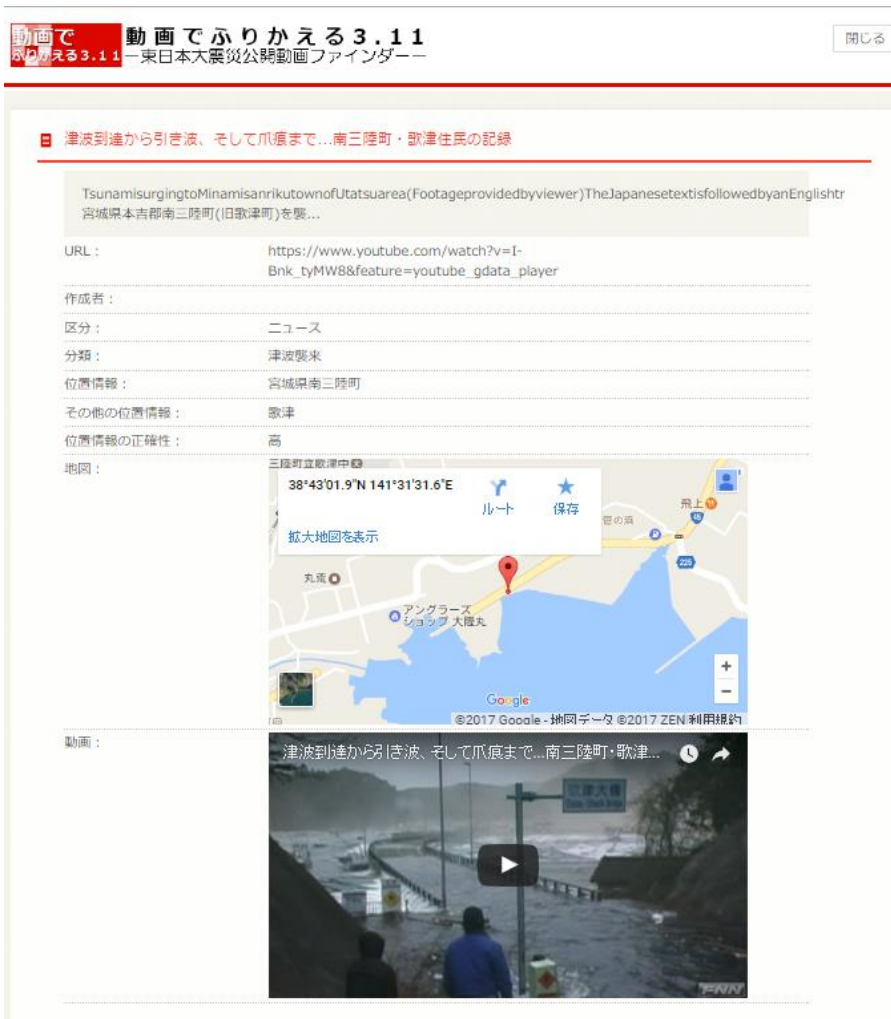 動画で
ふりかえる3.11
動画でふりかえる3.11
ー東日本大震災公開動画ファインダーー
閉じる
津波到達から引き波、そして爪痕まで...南三陸町・歌津住民の記録
TsunamisurgingtoMinamisanrikutownofUtatsuarea(Footageprovidedbyviewer)TheJapanesetextisfollowedbyanEnglishtr
宮城県本吉郡南三陸町(旧歌津町)を襲...
URL :
https://www.youtube.com/watch?v=I-
Bnk_tyMW8&feature=youtube_gdata_player
作成者 :
区分 :
ニュース
分類 :
津波襲来
位置情報 :
宮城県南三陸町
その他の位置情報 :
歌津
位置情報の正確性 :
高
地図 :
三陸町立歌津中
38°43'01.9"N 141°31'31.6"E
ルート
保存
拡大地図を表示
飛上
管の浜
45
225
丸荒
アングラーズ
ショップ 大隆丸
+
−
Google
©2017 Google - 地図データ ©2017 ZEN 利用規約
動画 :
津波到達から引き波、そして爪痕まで...南三陸町・歌津...
歌津大橋
FNN